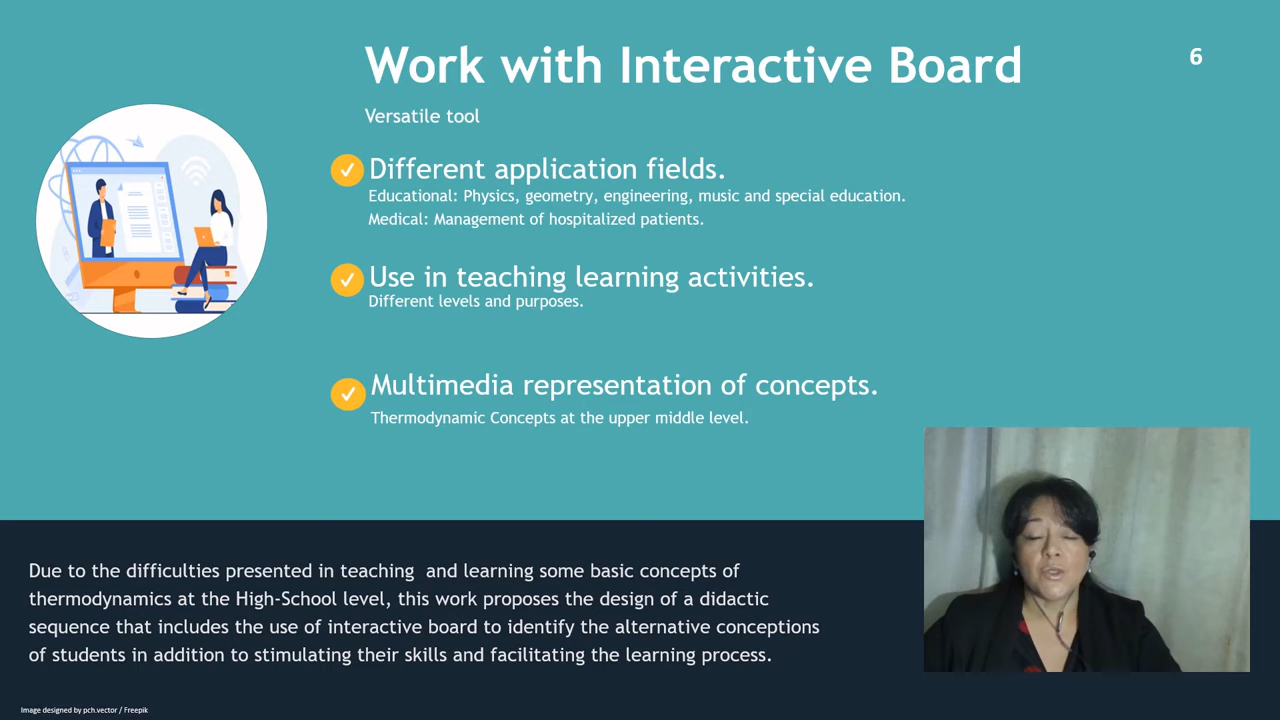 Work with Interactive Board
6
Versatile tool
Different application fields.
Educational: Physics, geometry, engineering, music and special education.
Medical: Management of hospitalized patients.
Use in teaching learning activities.
Different levels and purposes.
Multimedia representation of concepts.
Thermodynamic Concepts at the upper middle level.
Due to the difficulties presented in teaching  and learning some basic concepts of
thermodynamics at the High-School level, this work proposes the design of a didactic
sequence that includes the use of interactive board to identify the alternative conceptions
of students in addition to stimulating their skills and facilitating the learning process.
Image designed by pch.vector / Freepik